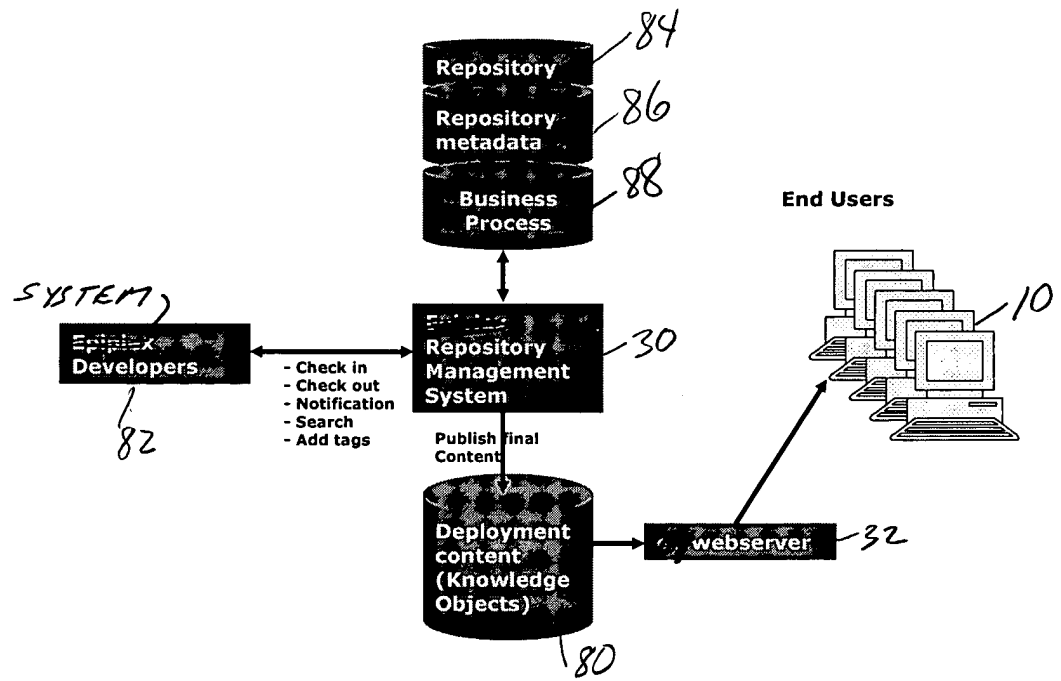 84
Repository
86
Repository
metadata
88
Business
Process
End Users
SYSTEM
10
Epiplex
Developers
82
- Check in
- Check out
- Notification
- Search
- Add tags
Repository
Management
System
30
Publish final
Content
Deployment
content
(Knowledge
Objects)
80
webserver
32